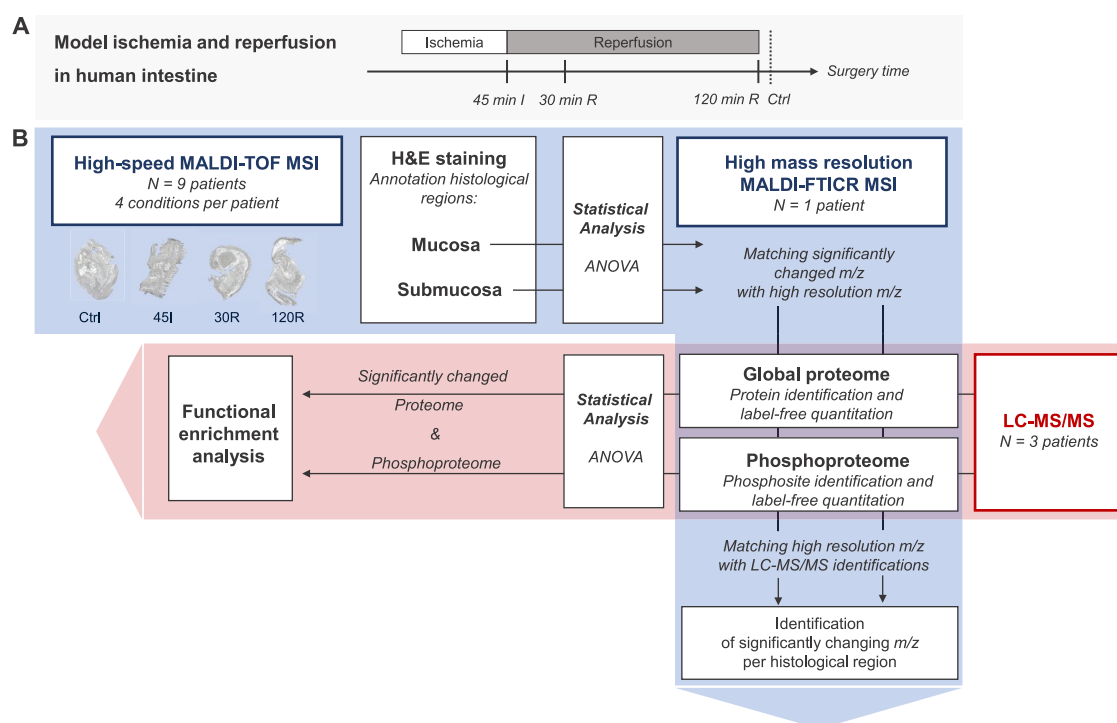 A
Model ischemia and reperfusion
in human intestine
Ischemia
Reperfusion
Surgery time
45 min I
30 min R
120 min R
Ctrl
B
High-speed MALDI-TOF MSI
N = 9 patients
4 conditions per patient
Ctrl
45I
30R
120R
H&E staining
Annotation histological
regions:
Mucosa
Submucosa
Statistical
Analysis
ANOVA
High mass resolution
MALDI-FTICR MSI
N = 1 patient
Matching significantly
changed m/z
with high resolution m/z
Functional
enrichment
analysis
Significantly changed
Proteome
&
Phosphoproteome
Statistical
Analysis
ANOVA
Global proteome
Protein identification and
label-free quantitation
Phosphoproteome
Phosphosite identification and
label-free quantitation
LC-MS/MS
N = 3 patients
Matching high resolution m/z
with LC-MS/MS identifications
Identification
of significantly changing m/z
per histological region